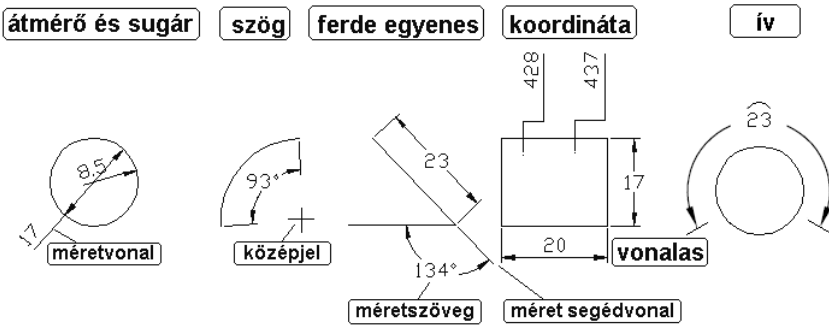 átmérő és sugár
szög
ferde egyenes
koordináta
ív
428
437
23
8.5
93°
23
17
17
20
134°
méretvonal
középjel
vonalas
méretszöveg
méret segédvonal